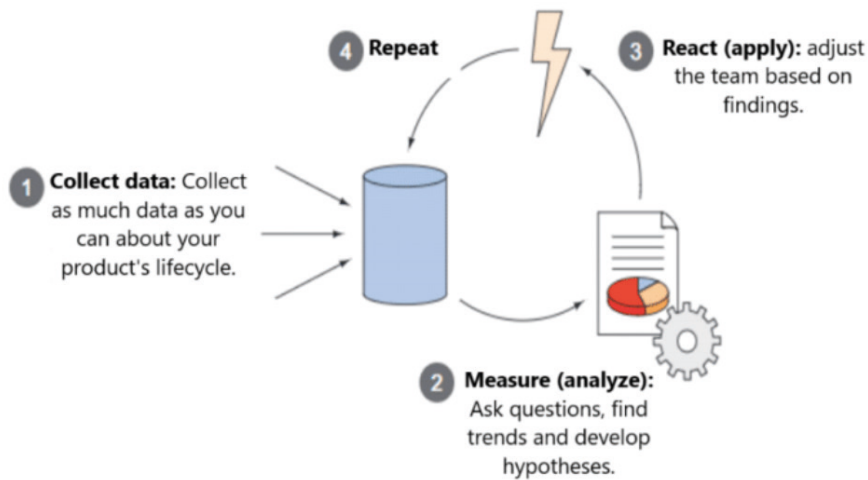 1 Collect data: Collect
as much data as you
can about your
product's lifecycle.
2 Measure (analyze):
Ask questions, find
trends and develop
hypotheses.
3 React (apply): adjust
the team based on
findings.
4 Repeat